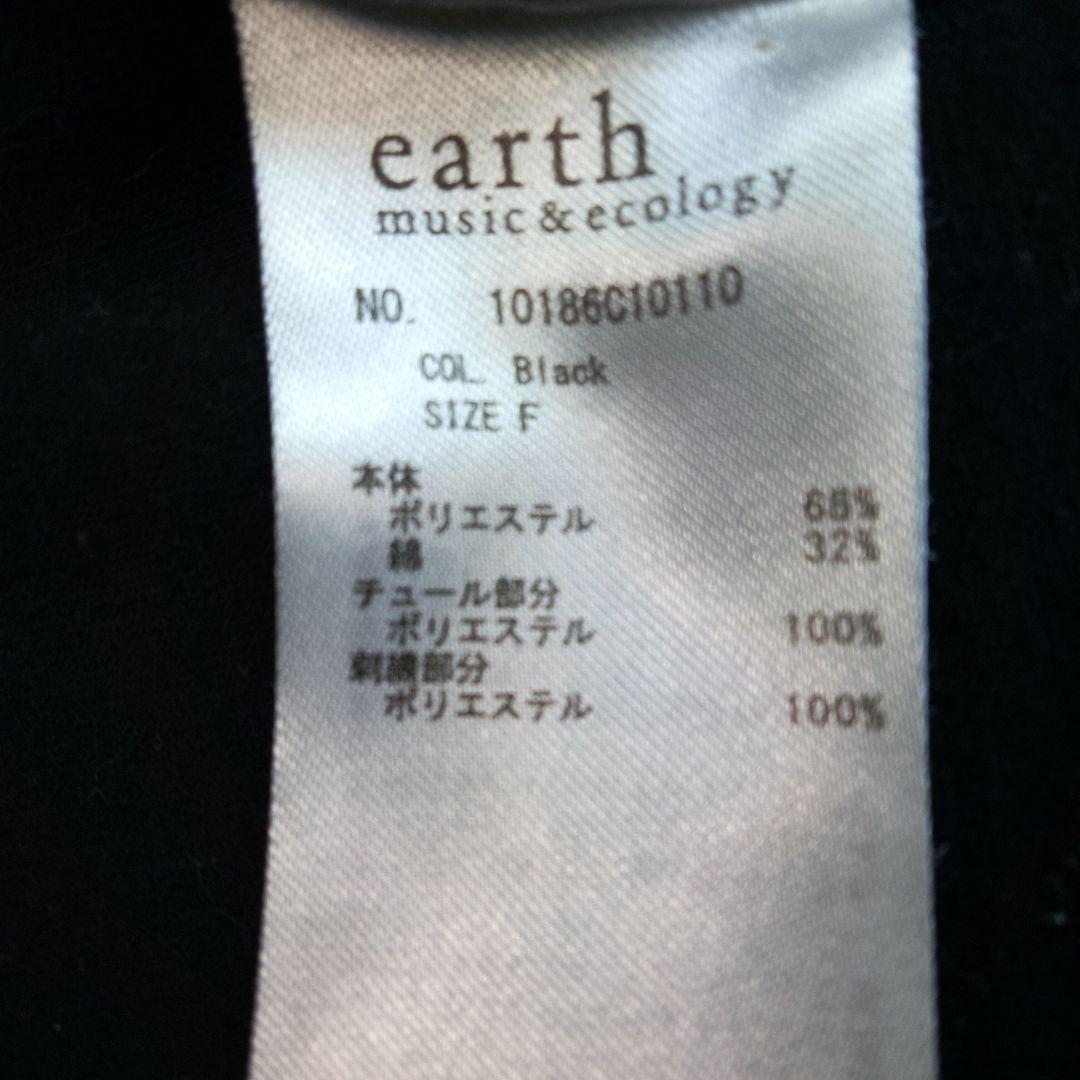 earth
music&ecology
NO. 10186C10110
COL. Black
SIZE F
本体
ポリエステル 68%
綿 32%
チュール部分
ポリエステル 100%
刺繍部分
ポリエステル 100%